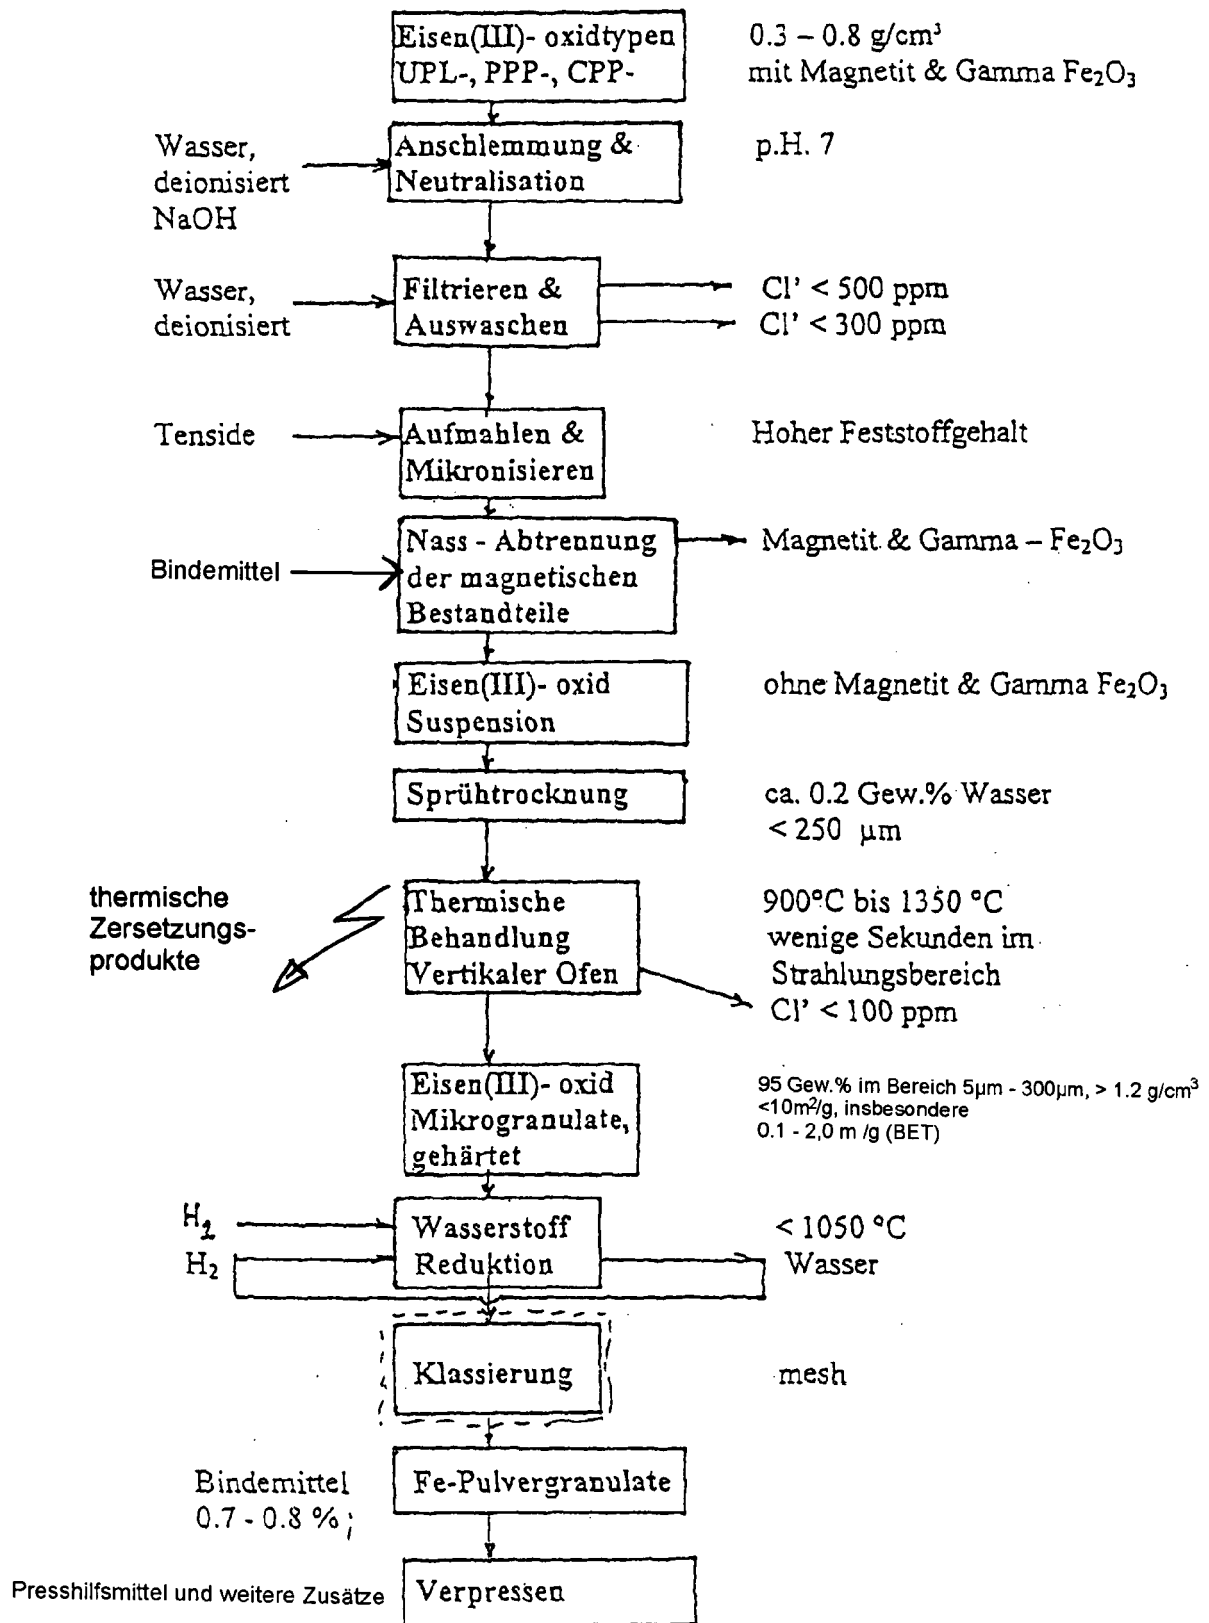 Eisen(III)- oxidtypen
UPL-, PPP-, CPP-
0.3 – 0.8 g/cm³
mit Magnetit & Gamma Fe₂O₃
Wasser,
deionisiert
NaOH
Anschlemmung &
Neutralisation
p.H. 7
Wasser,
deionisiert
Filtrieren &
Auswaschen
Cl' < 500 ppm
Cl' < 300 ppm
Tenside
Aufmahlen &
Mikronisieren
Hoher Feststoffgehalt
Bindemittel
Nass - Abtrennung
der magnetischen
Bestandteile
Magnetit & Gamma – Fe₂O₃
Eisen(III)- oxid
Suspension
ohne Magnetit & Gamma Fe₂O₃
Sprühtrocknung
ca. 0.2 Gew.% Wasser
< 250 µm
thermische
Zersetzungs-
produkte
Thermische
Behandlung
Vertikaler Ofen
900°C bis 1350 °C
wenige Sekunden im
Strahlungsbereich
Cl' < 100 ppm
Eisen(III)- oxid
Mikrogranulate,
gehärtet
95 Gew.% im Bereich 5µm - 300µm, > 1.2 g/cm³
<10m²/g, insbesondere
0.1 - 2,0 m /g (BET)
H₂
H₂
Wasserstoff
Reduktion
< 1050 °C
Wasser
Klassierung
mesh
Bindemittel
0.7 - 0.8 % ;
Fe-Pulvergranulate
Presshilfsmittel und weitere Zusätze
Verpressen